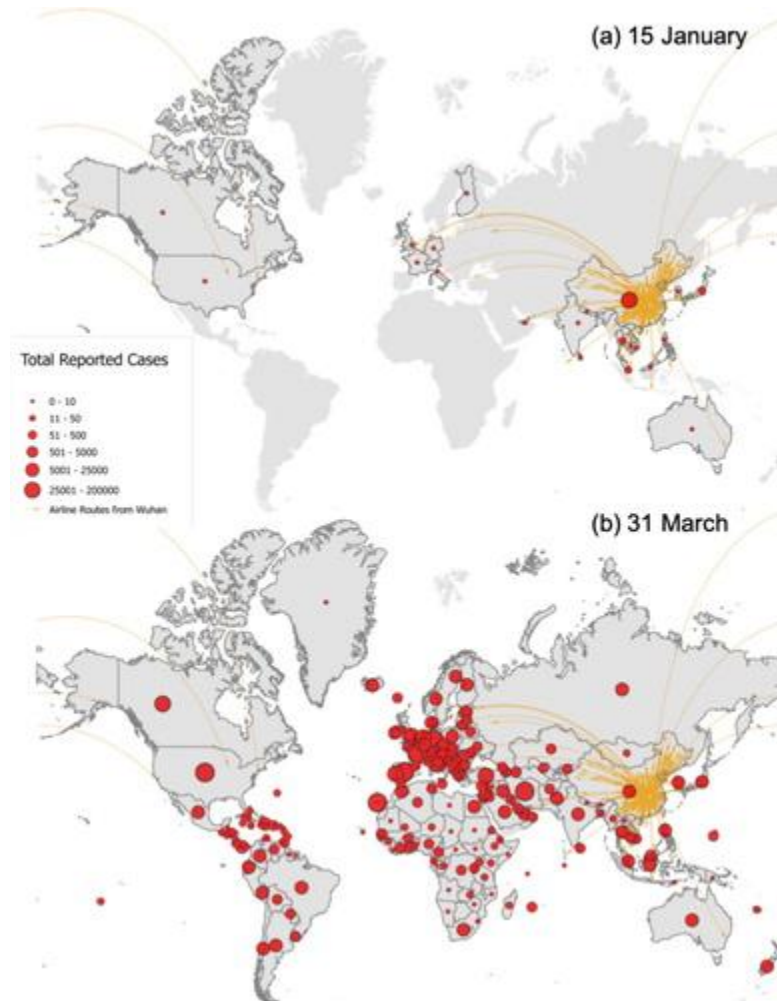 (a) 15 January
Total Reported Cases
0 - 10
11 - 50
51 - 500
501 - 5000
5001 - 25000
25001 - 200000
Airline Routes from Wuhan
(b) 31 March